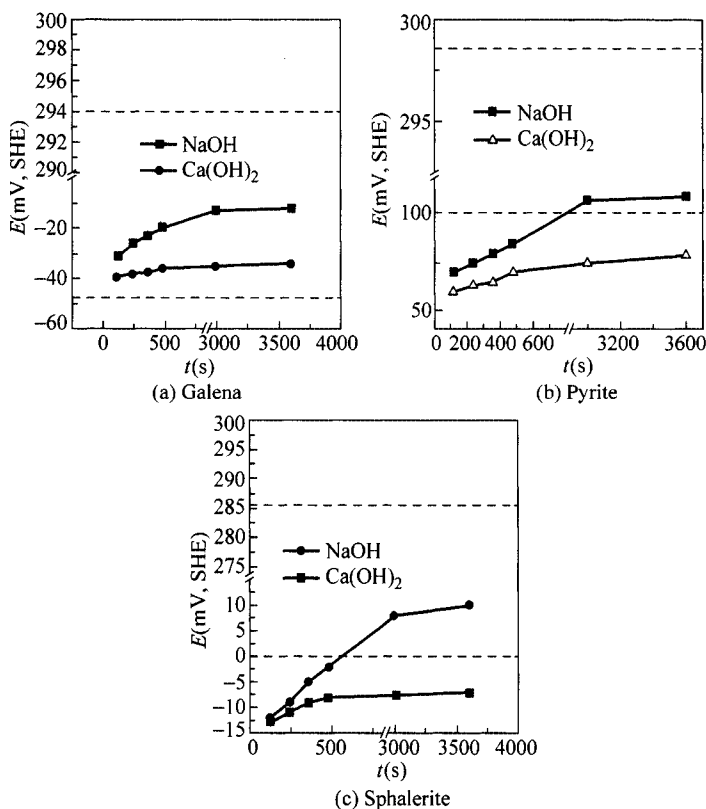 300
298
296
294
293
292
291
290
−20
−40
−60
E(mV, SHE)
NaOH
Ca(OH)2
0
500
3000
3500
4000
t(s)
(a) Galena
295
100
50
E(mV, SHE)
NaOH
Ca(OH)2
0 200 400 600
3200
3600
t(s)
(b) Pyrite
300
295
290
285
280
275
10
5
0
−5
−10
−15
E(mV, SHE)
NaOH
Ca(OH)2
0
500
3000
3500
4000
t(s)
(c) Sphalerite